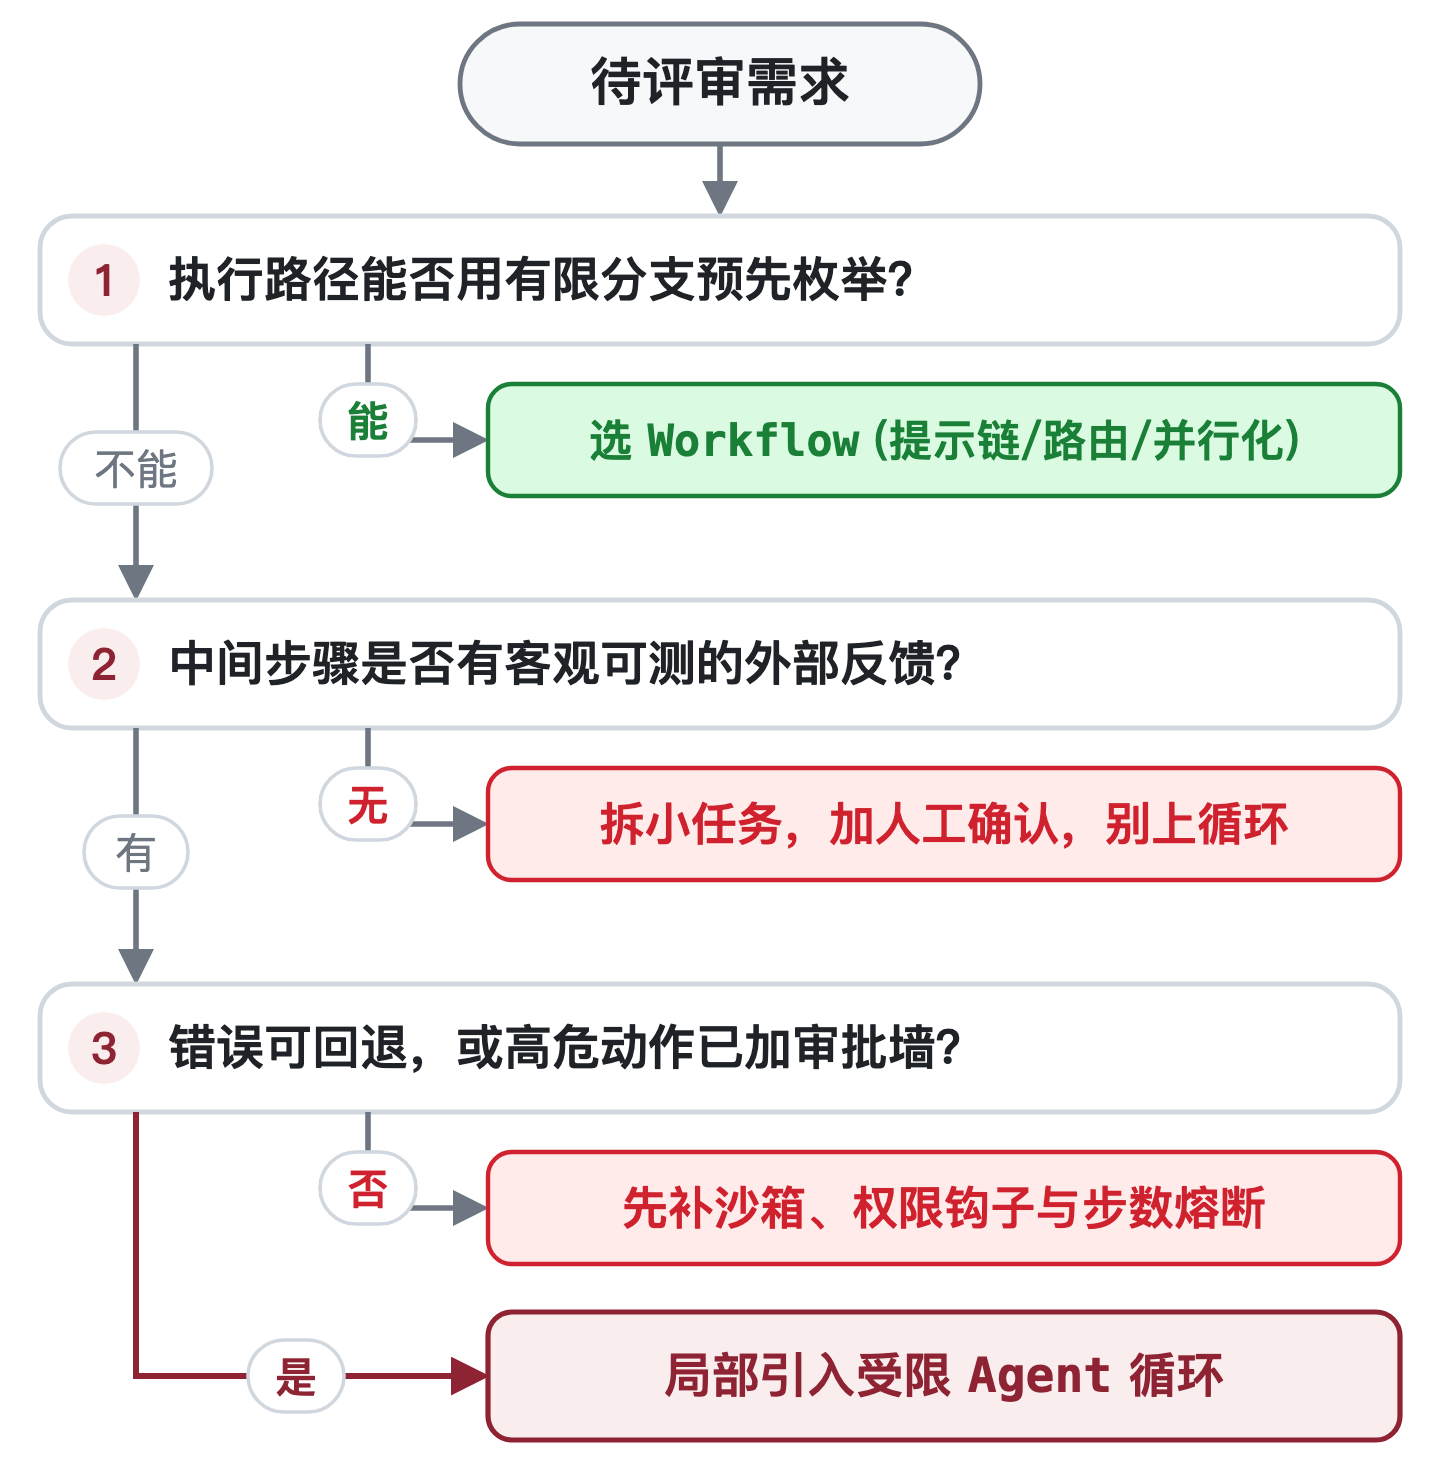 待评审需求
1 执行路径能否用有限分支预先枚举?
能
选 Workflow (提示链/路由/并行化)
不能
2 中间步骤是否有客观可测的外部反馈?
无
拆小任务，加人工确认，别上循环
有
3 错误可回退，或高危动作已加审批墙?
否
先补沙箱、权限钩子与步数熔断
是
局部引入受限 Agent 循环